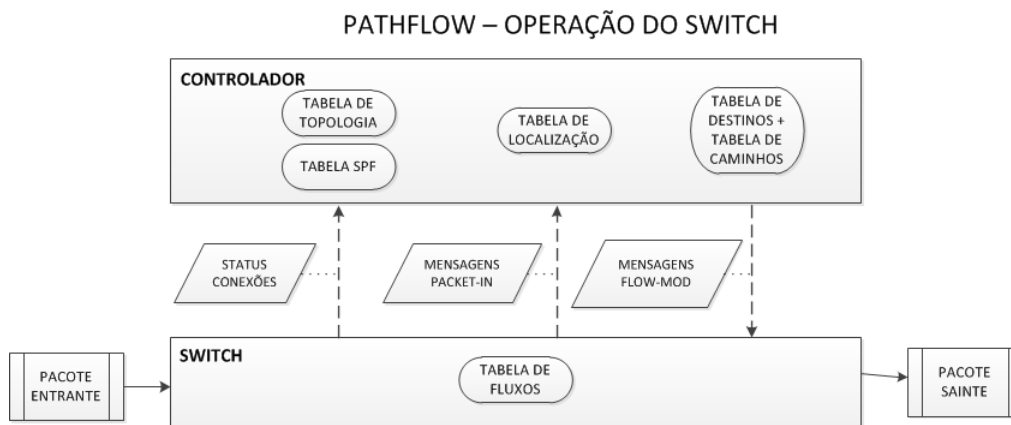 PATHFLOW – OPERAÇÃO DO SWITCH
CONTROLADOR
TABELA DE
TOPOLOGIA
TABELA SPF
TABELA DE
LOCALIZAÇÃO
TABELA DE
DESTINOS +
TABELA DE
CAMINHOS
STATUS
CONEXÕES
MENSAGENS
PACKET-IN
MENSAGENS
FLOW-MOD
PACOTE
ENTRANTE
SWITCH
TABELA DE
FLUXOS
PACOTE
SAINTE